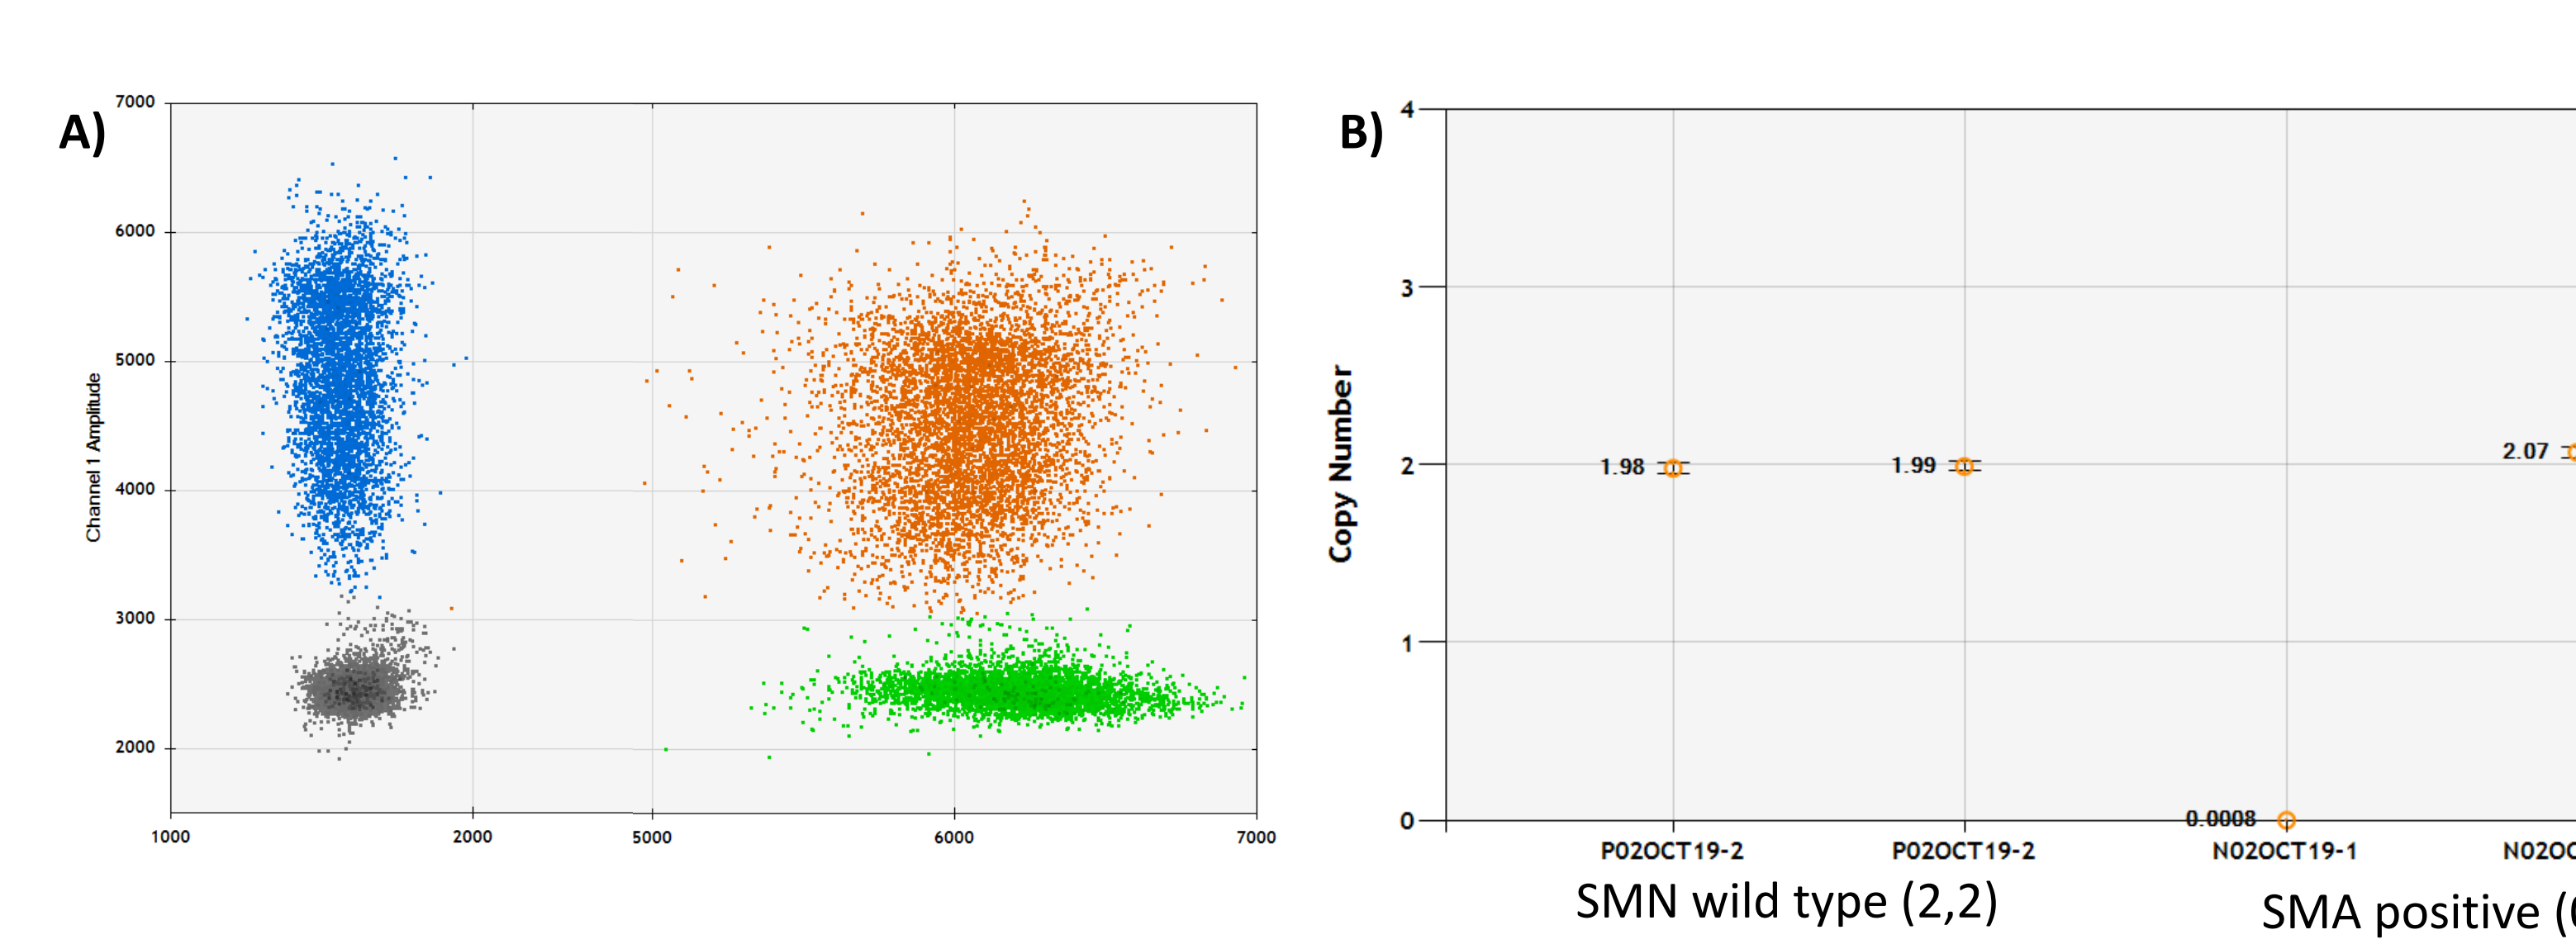 A)
7000
6000
5000
4000
3000
2000
Channel 1 Amplitude
1000 2000 5000 6000 7000
B)
4
3
2
1
0
Copy Number
1.98
1.99
0.0008
2.07
P02OCT19-2 P02OCT19-2 N02OCT19-1 N02OC
SMN wild type (2,2)
SMA positive (